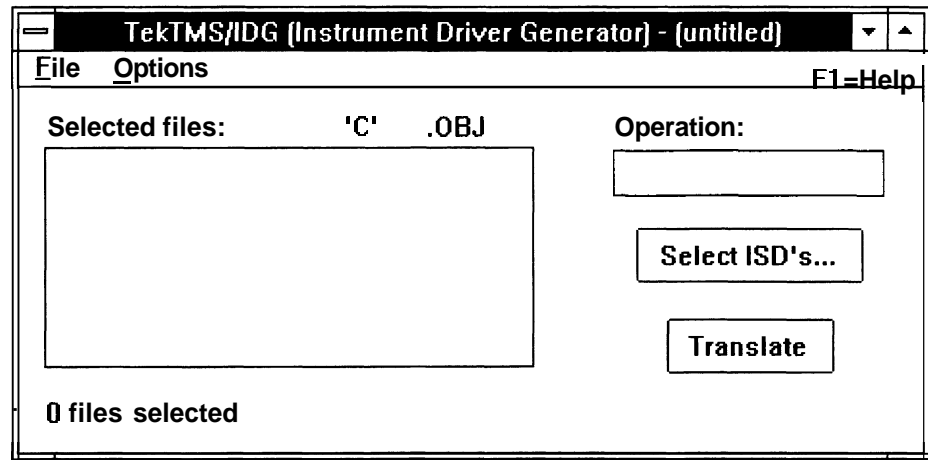 TekTMS/IDG (Instrument Driver Generator) - (untitled)
File Options F1=Help
Selected files: 'C' .OBJ Operation:
Select ISD's...
Translate
0 files selected